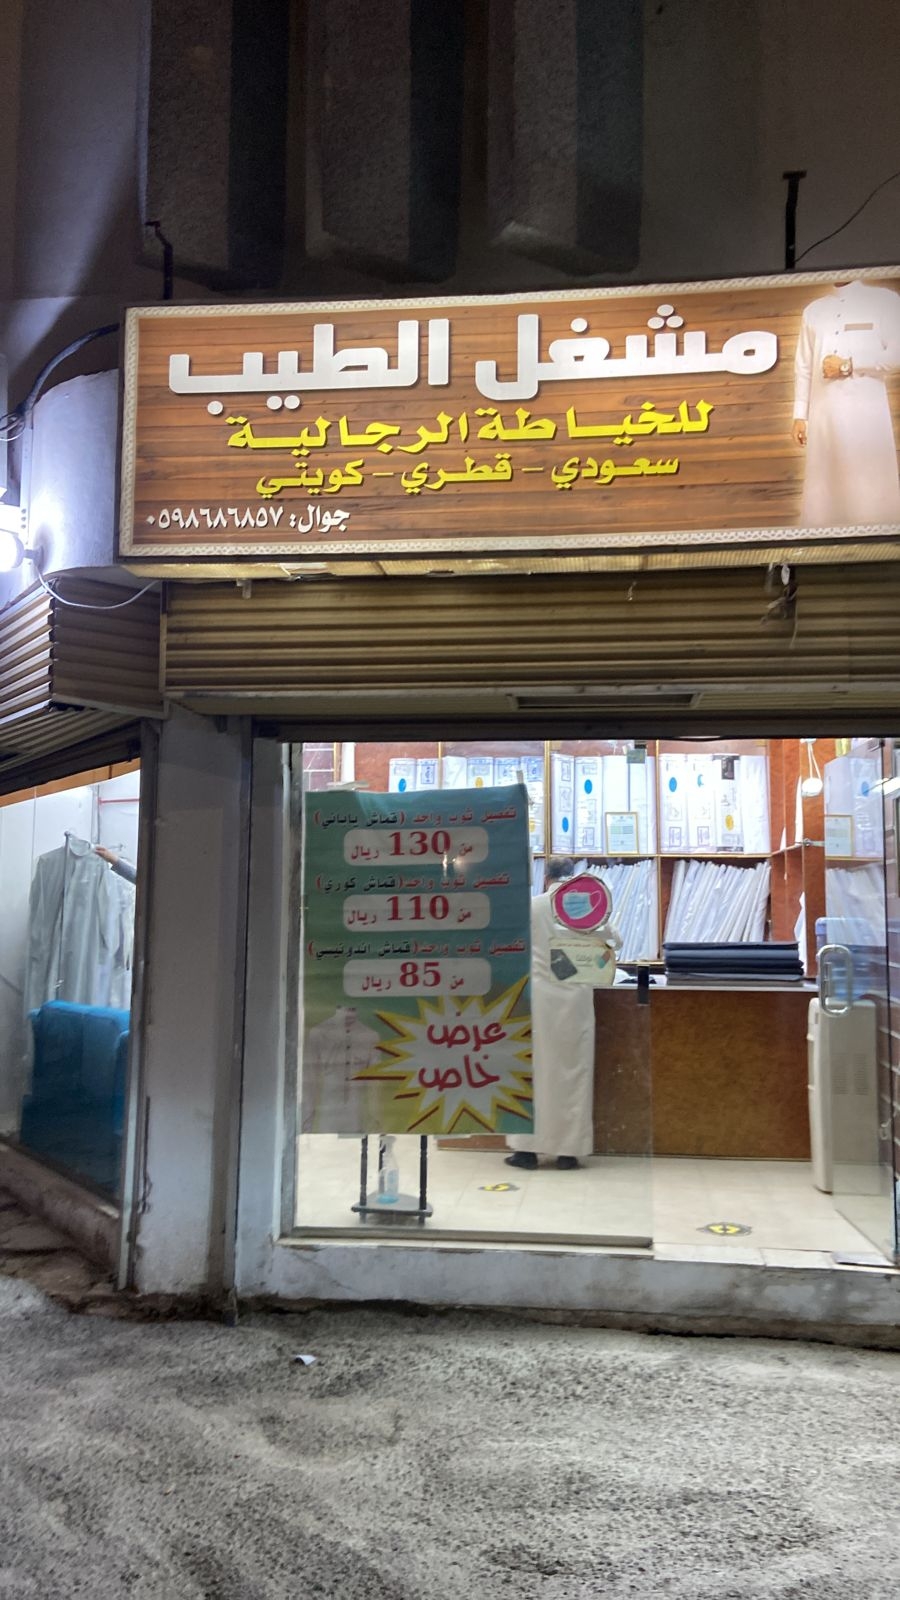 مشغل الطيب
للخياطة الرجالية
سعودي - قطري - كويتي
جوال: ٠٥٩٨٦٨٦٨٥٧
تفصيل ثوب واحد (قماش ياباني)
من 130 ريال
تفصيل ثوب واحد (قماش كوري)
من 110 ريال
تفصيل ثوب واحد (قماش اندونيسي)
من 85 ريال
عرض
خاص